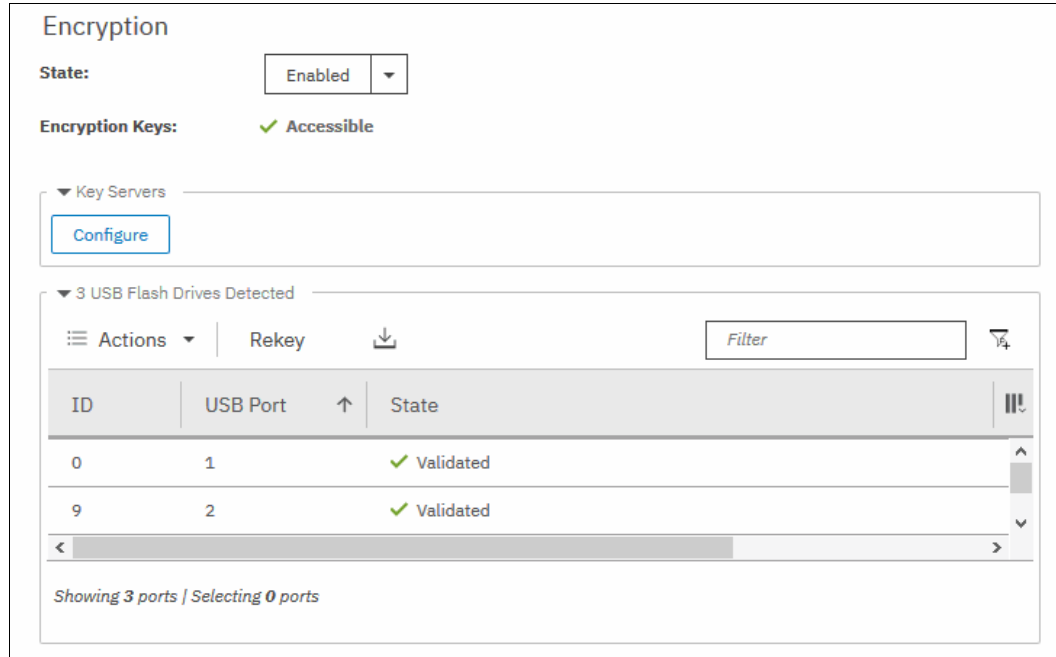 Encryption
State: Enabled
Encryption Keys: Accessible
Key Servers
Configure
3 USB Flash Drives Detected
Actions Rekey Filter
ID USB Port State
0 1 Validated
9 2 Validated
Showing 3 ports | Selecting 0 ports